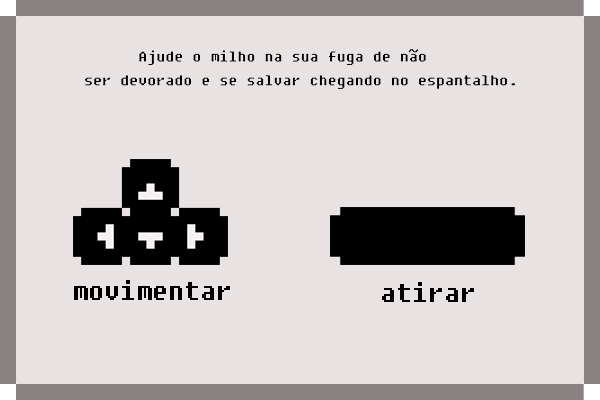 Ajude o milho na sua fuga de não
ser devorado e se salvar chegando no espantalho.
movimentar
atirar